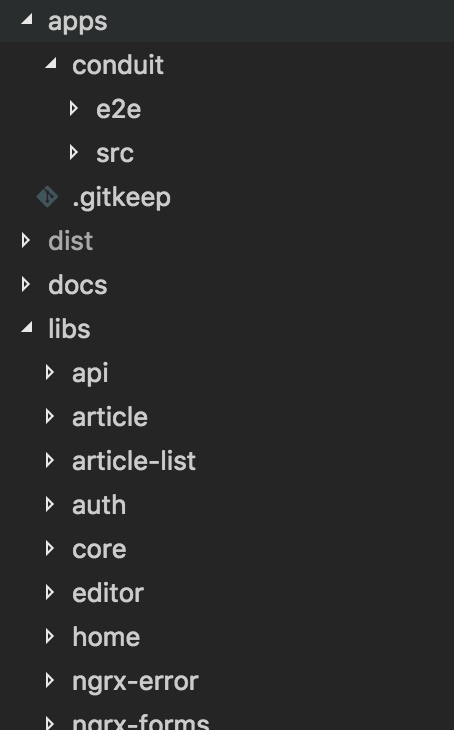 apps
conduit
e2e
src
.gitkeep
dist
docs
libs
api
article
article-list
auth
core
editor
home
ngrx-error
ngrx-forms